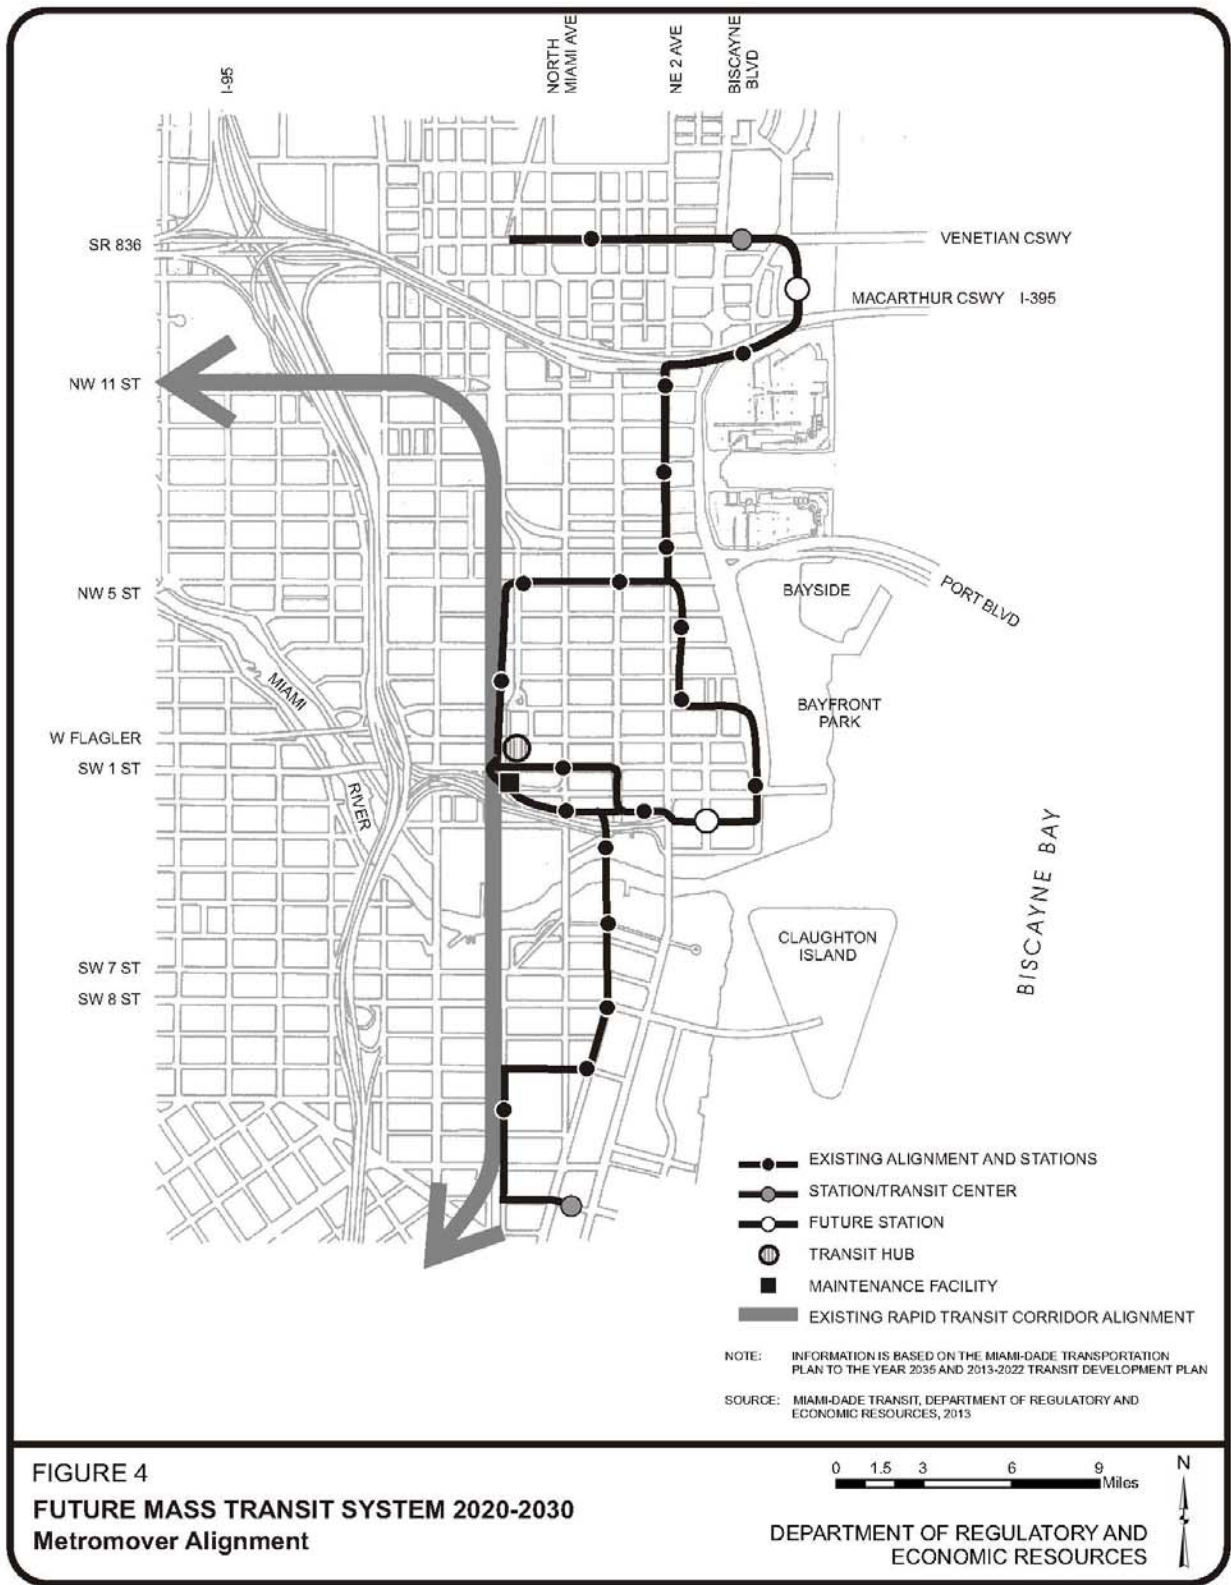 I-95
NORTH
MIAMI AVE
NE 2 AVE
BISCAYNE
BLVD
SR 836
VENETIAN CSWY
MACARTHUR CSWY I-395
NW 11 ST
NW 5 ST
BAYSIDE
PORT BLVD
MIAMI
BAYFRONT
PARK
W FLAGLER
SW 1 ST
RIVER
BISCAYNE BAY
CLAUGHTON
ISLAND
SW 7 ST
SW 8 ST
EXISTING ALIGNMENT AND STATIONS
STATION/TRANSIT CENTER
FUTURE STATION
TRANSIT HUB
MAINTENANCE FACILITY
EXISTING RAPID TRANSIT CORRIDOR ALIGNMENT
NOTE: INFORMATION IS BASED ON THE MIAMI-DADE TRANSPORTATION
PLAN TO THE YEAR 2035 AND 2013-2022 TRANSIT DEVELOPMENT PLAN
SOURCE: MIAMI-DADE TRANSIT, DEPARTMENT OF REGULATORY AND
ECONOMIC RESOURCES, 2013
FIGURE 4
FUTURE MASS TRANSIT SYSTEM 2020-2030
Metromover Alignment
0 1.5 3 6 9
Miles
N
DEPARTMENT OF REGULATORY AND
ECONOMIC RESOURCES